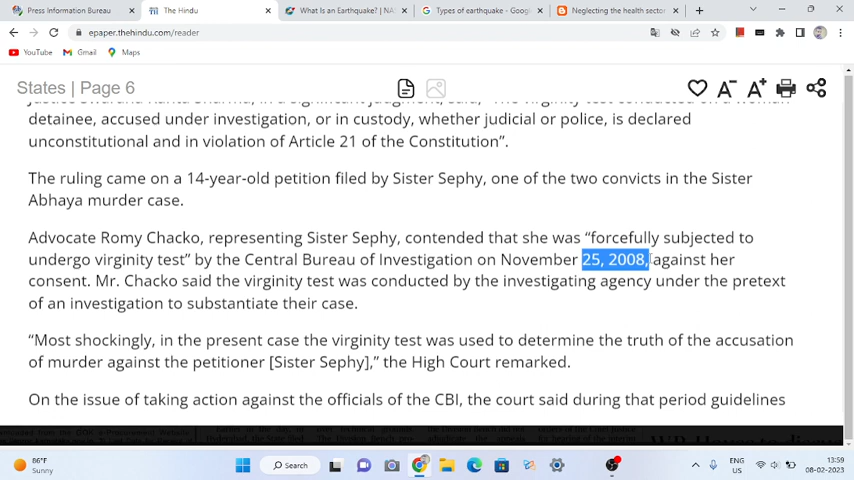 Press Information Bureau
The Hindu
What Is an Earthquake? | NA
Types of earthquake - Goog
Neglecting the health sector
epaper.thehindu.com/reader
YouTube
Gmail
Maps
States | Page 6
A-
A+
detainee, accused under investigation, or in custody, whether judicial or police, is declared
unconstitutional and in violation of Article 21 of the Constitution”.
The ruling came on a 14-year-old petition filed by Sister Sephy, one of the two convicts in the Sister
Abhaya murder case.
Advocate Romy Chacko, representing Sister Sephy, contended that she was “forcefully subjected to
undergo virginity test” by the Central Bureau of Investigation on November 25, 2008, against her
consent. Mr. Chacko said the virginity test was conducted by the investigating agency under the pretext
of an investigation to substantiate their case.
“Most shockingly, in the present case the virginity test was used to determine the truth of the accusation
of murder against the petitioner [Sister Sephy],” the High Court remarked.
On the issue of taking action against the officials of the CBI, the court said during that period guidelines
86°F
Sunny
Search
ENG
US
13:59
08-02-2023